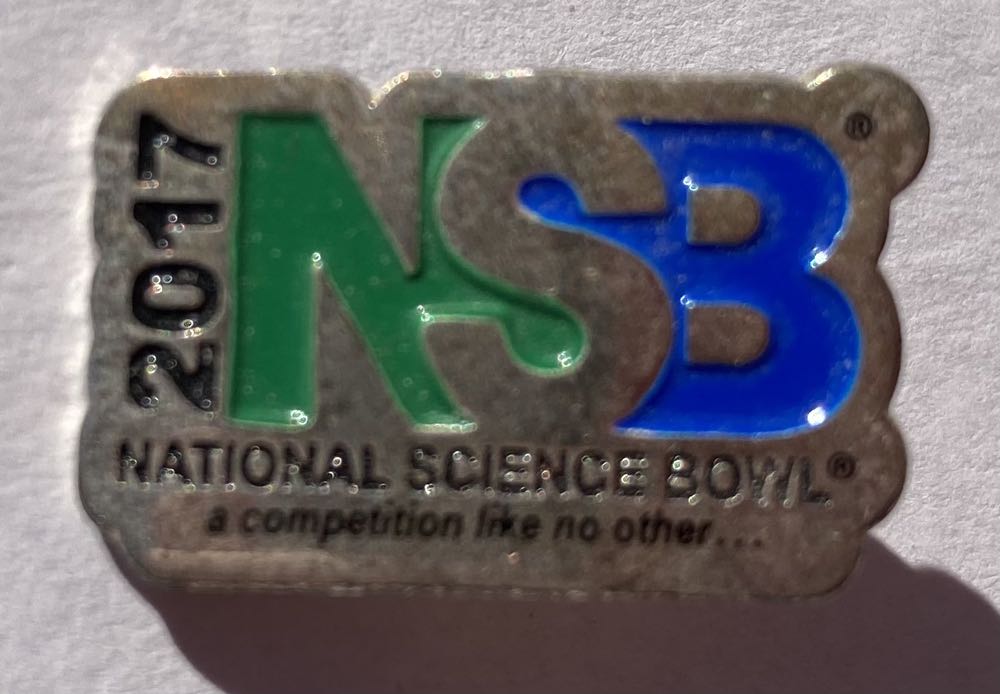 2017
NSB®
NATIONAL SCIENCE BOWL®
a competition like no other...